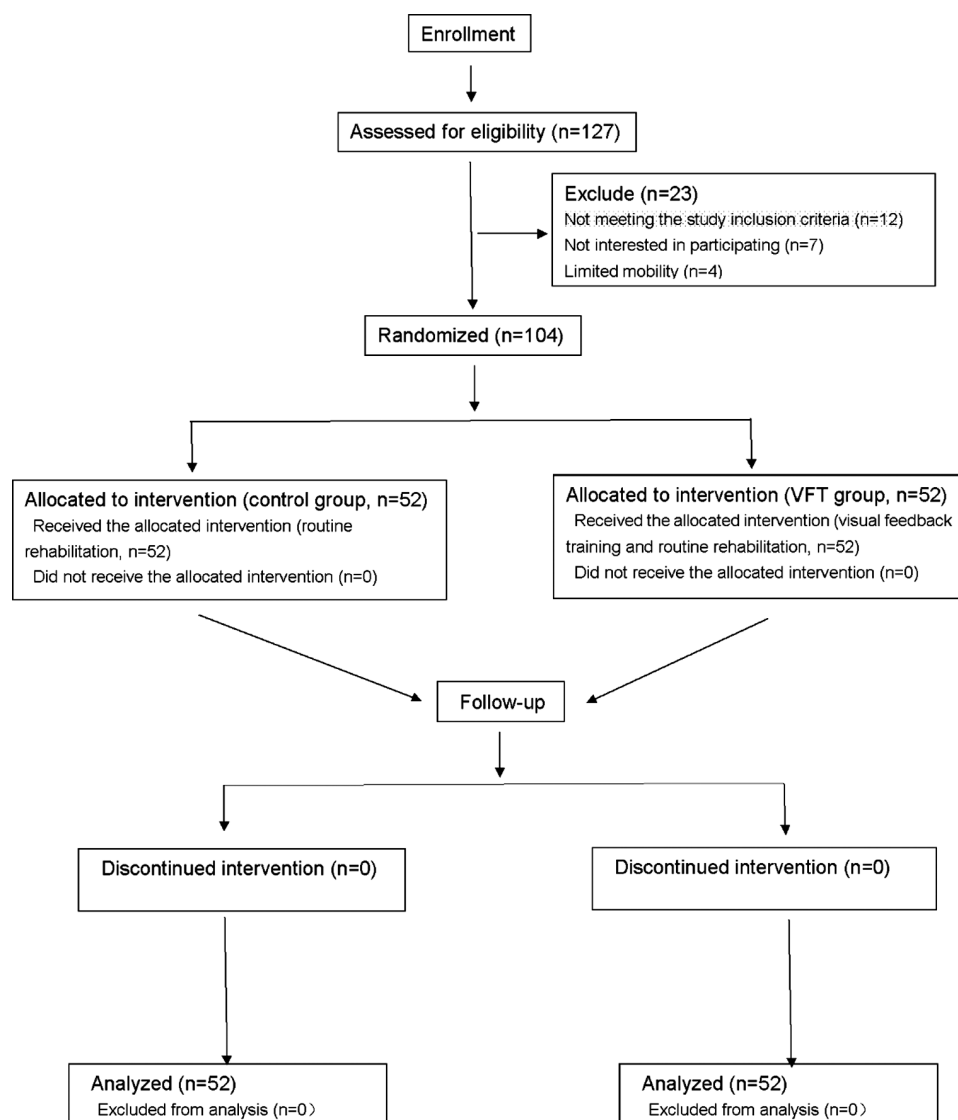 Enrollment
Assessed for eligibility (n=127)
Exclude (n=23)
Not meeting the study inclusion criteria (n=12)
Not interested in participating (n=7)
Limited mobility (n=4)
Randomized (n=104)
Allocated to intervention (control group, n=52)
Received the allocated intervention (routine
rehabilitation, n=52)
Did not receive the allocated intervention (n=0)
Allocated to intervention (VFT group, n=52)
Received the allocated intervention (visual feedback
training and routine rehabilitation, n=52)
Did not receive the allocated intervention (n=0)
Follow-up
Discontinued intervention (n=0)
Discontinued intervention (n=0)
Analyzed (n=52)
Excluded from analysis (n=0)
Analyzed (n=52)
Excluded from analysis (n=0)